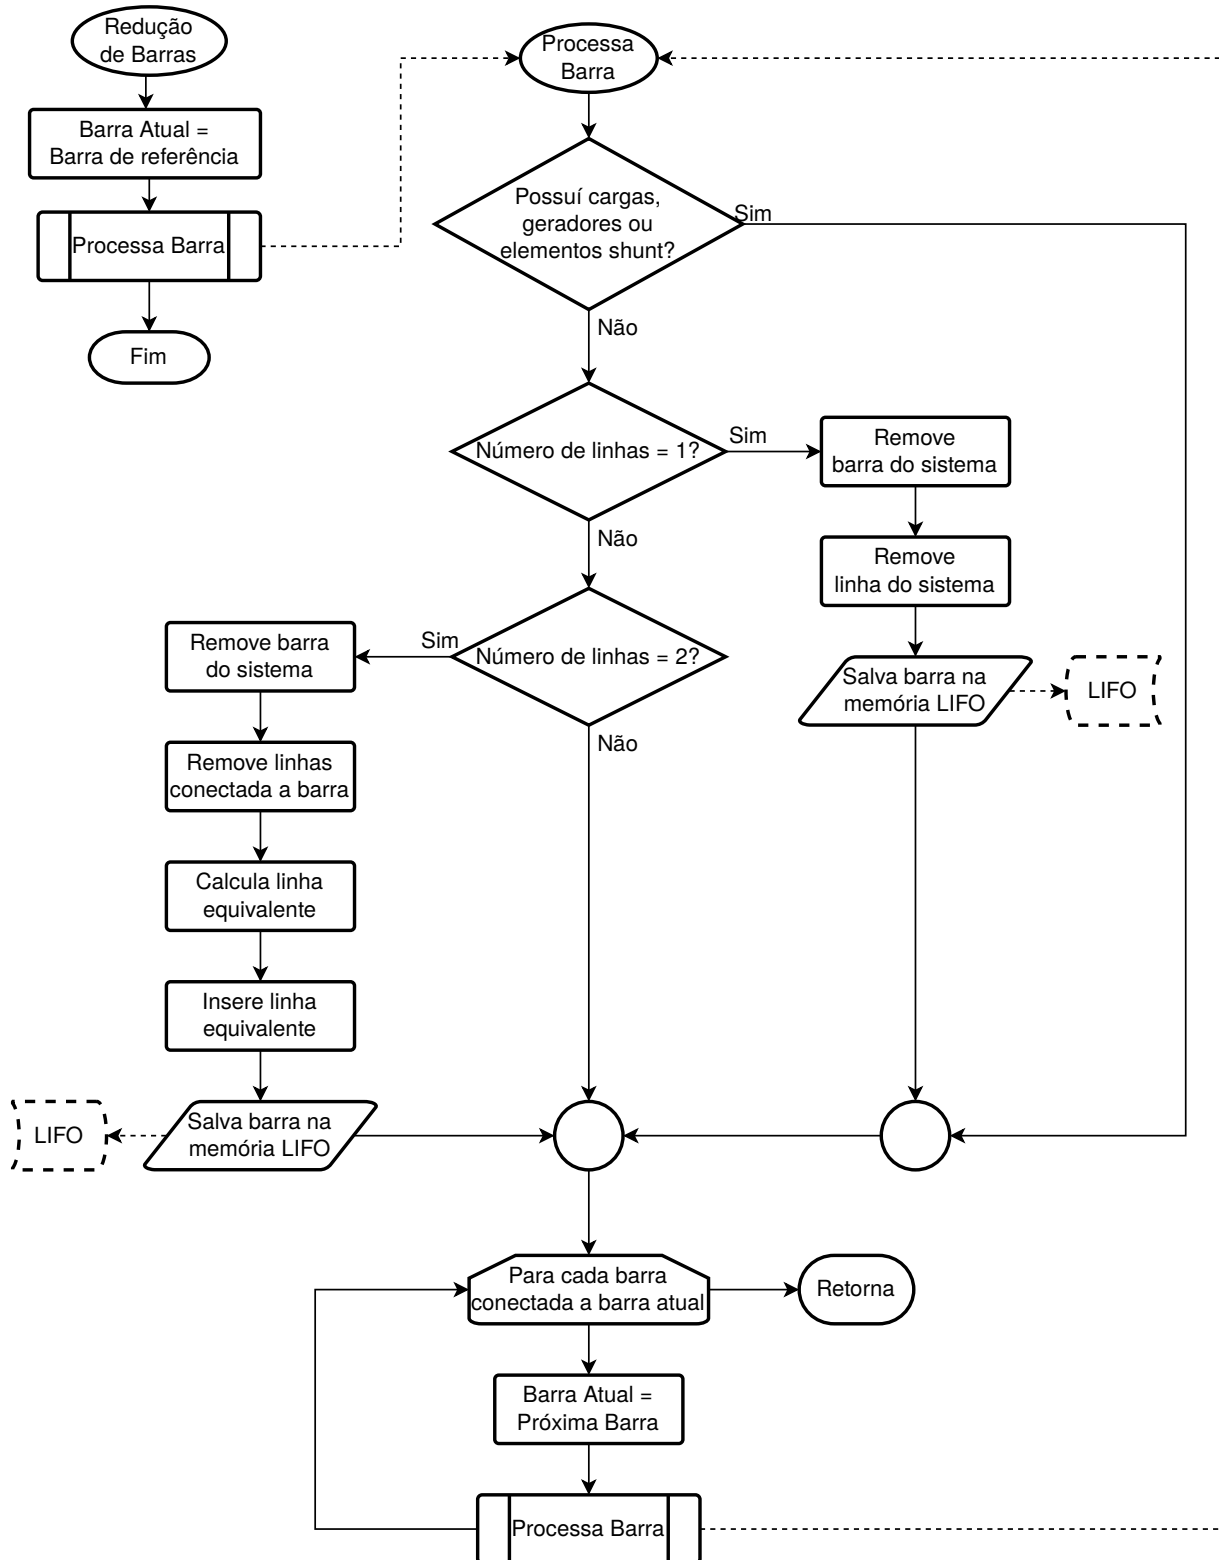 Redução
de Barras
Barra Atual =
Barra de referência
Processa Barra
Fim
Processa
Barra
Possuí cargas,
geradores ou
elementos shunt?
Sim
Não
Número de linhas = 1?
Sim
Remove
barra do sistema
Remove
linha do sistema
Salva barra na
memória LIFO
LIFO
Não
Número de linhas = 2?
Sim
Remove barra
do sistema
Remove linhas
conectada a barra
Calcula linha
equivalente
Insere linha
equivalente
Salva barra na
memória LIFO
LIFO
Não
Para cada barra
conectada a barra atual
Retorna
Barra Atual =
Próxima Barra
Processa Barra